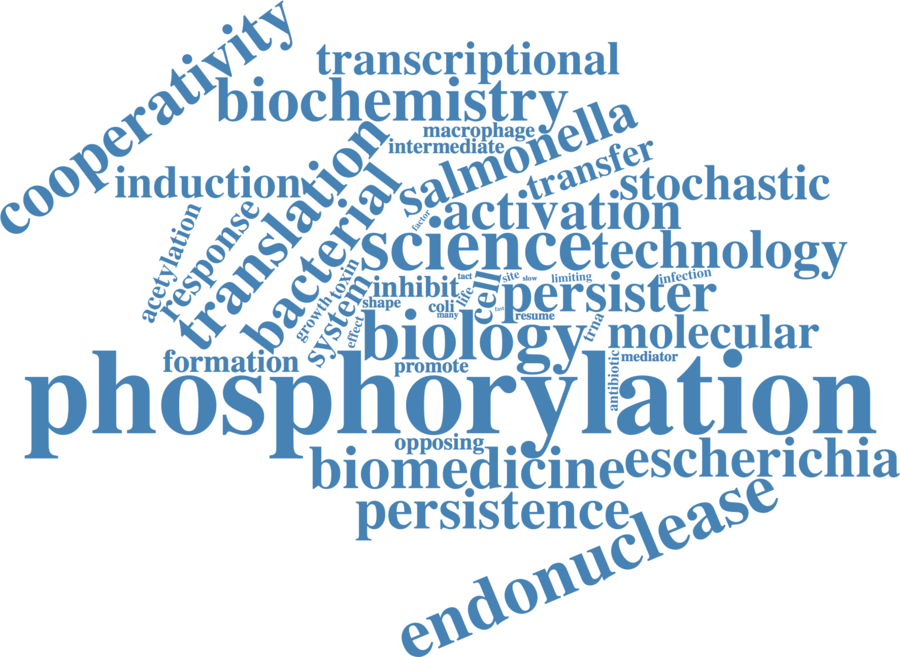 cooperativity
transcriptional
biochemistry
macrophage
intermediate
salmonella
transfer
induction
translation
stochastic
bacterial
activation
factor
acetylation
response
science
technology
toxin
growth
system
inhibit
tact
cell
site
slow
limiting
infection
life
shape
coli
many
fast
resume
persister
effect
biology
trna
molecular
formation
promote
antibiotic
mediator
phosphorylation
opposing
biomedicine
escherichia
persistence
endonuclease